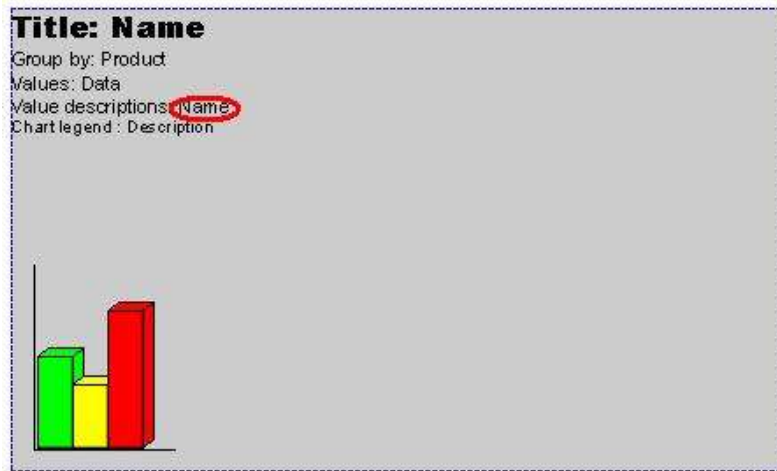 Title: Name
Group by: Product
Values: Data
Value descriptions: Name
Chart legend : Description